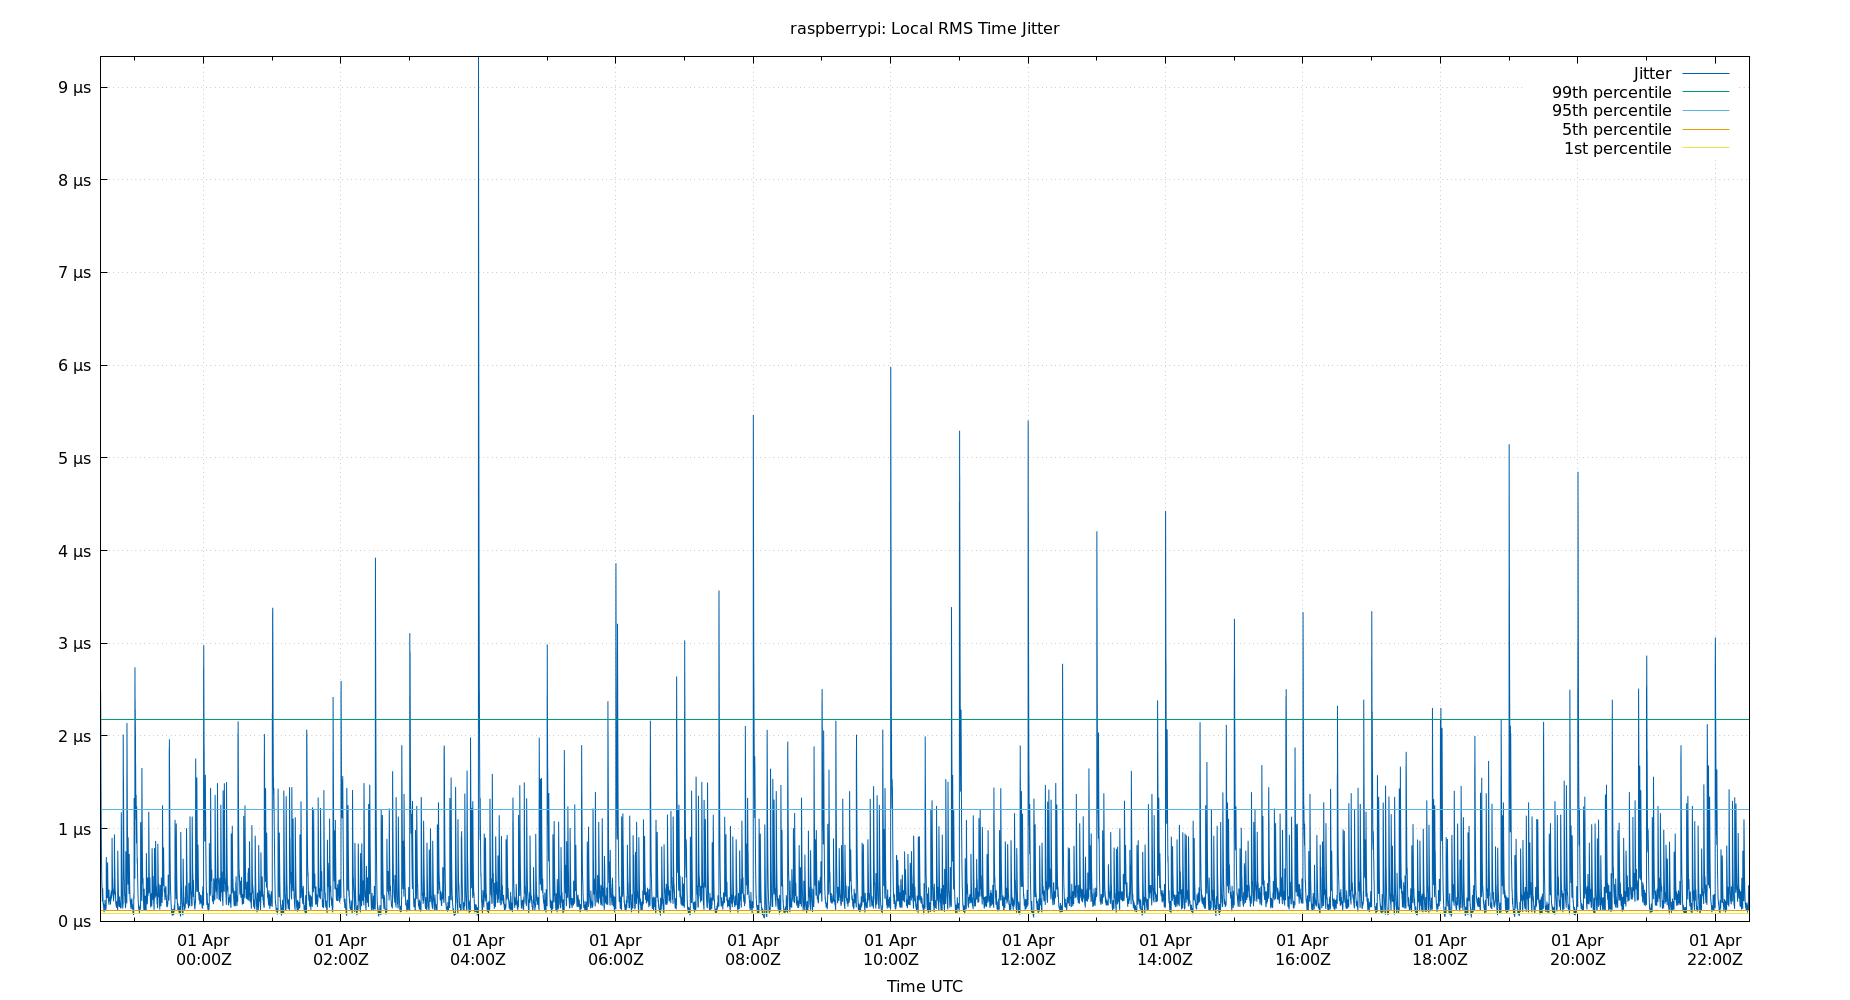 raspberrypi: Local RMS Time Jitter
Jitter
99th percentile
95th percentile
5th percentile
1st percentile
9 µs
8 µs
7 µs
6 µs
5 µs
4 µs
3 µs
2 µs
1 µs
0 µs
01 Apr 01 Apr 01 Apr 01 Apr 01 Apr 01 Apr 01 Apr 01 Apr 01 Apr 01 Apr 01 Apr 01 Apr
00:00Z 02:00Z 04:00Z 06:00Z 08:00Z 10:00Z 12:00Z 14:00Z 16:00Z 18:00Z 20:00Z 22:00Z
Time UTC